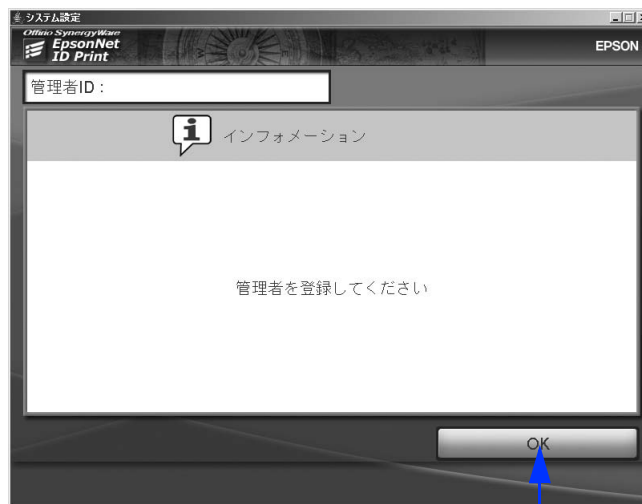 システム設定
Offirio SynergyWare
EpsonNet
ID Print
EPSON
管理者ID：
インフォメーション
管理者を登録してください
OK